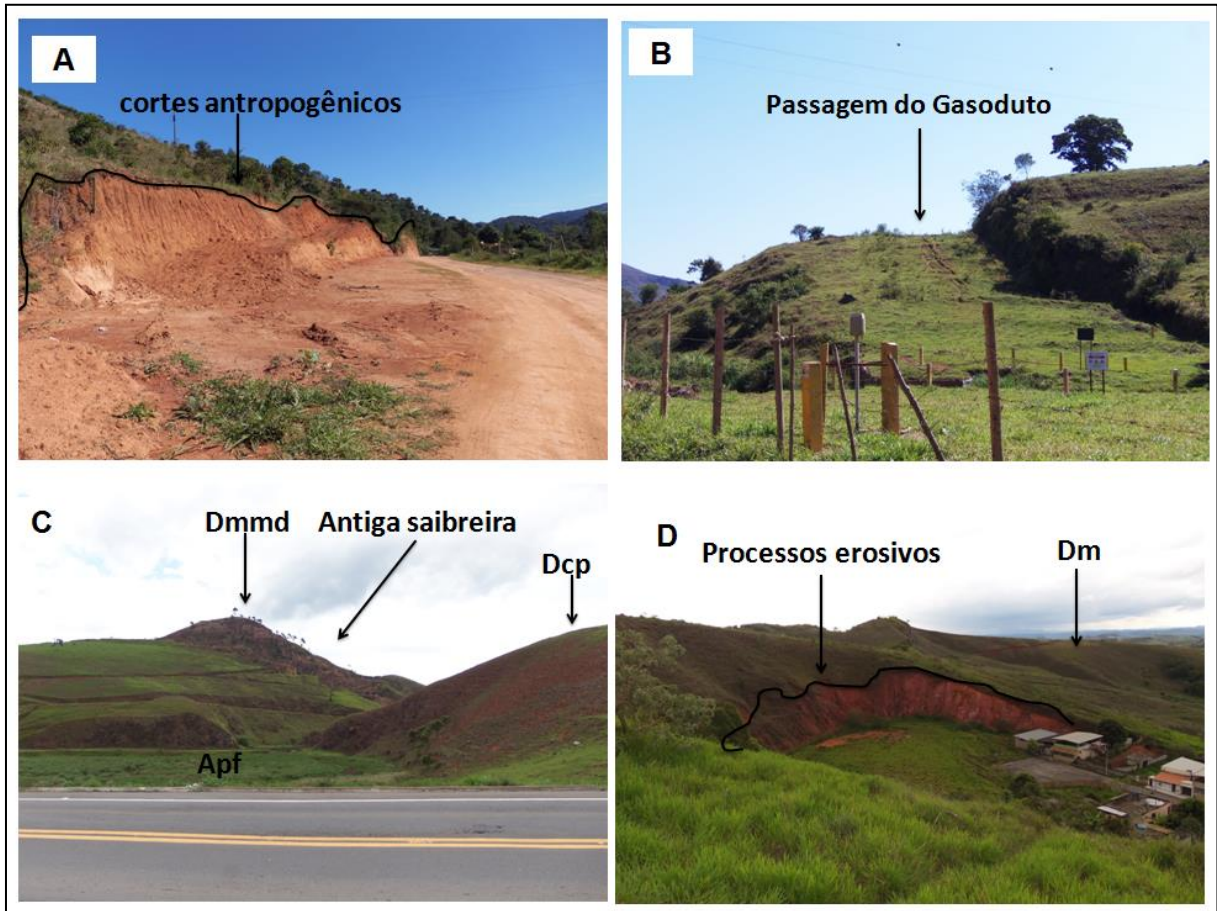 A
cortes antropogênicos
B
Passagem do Gasoduto
C
Dmmd
Antiga saibreira
Dcp
Apf
D
Processos erosivos
Dm